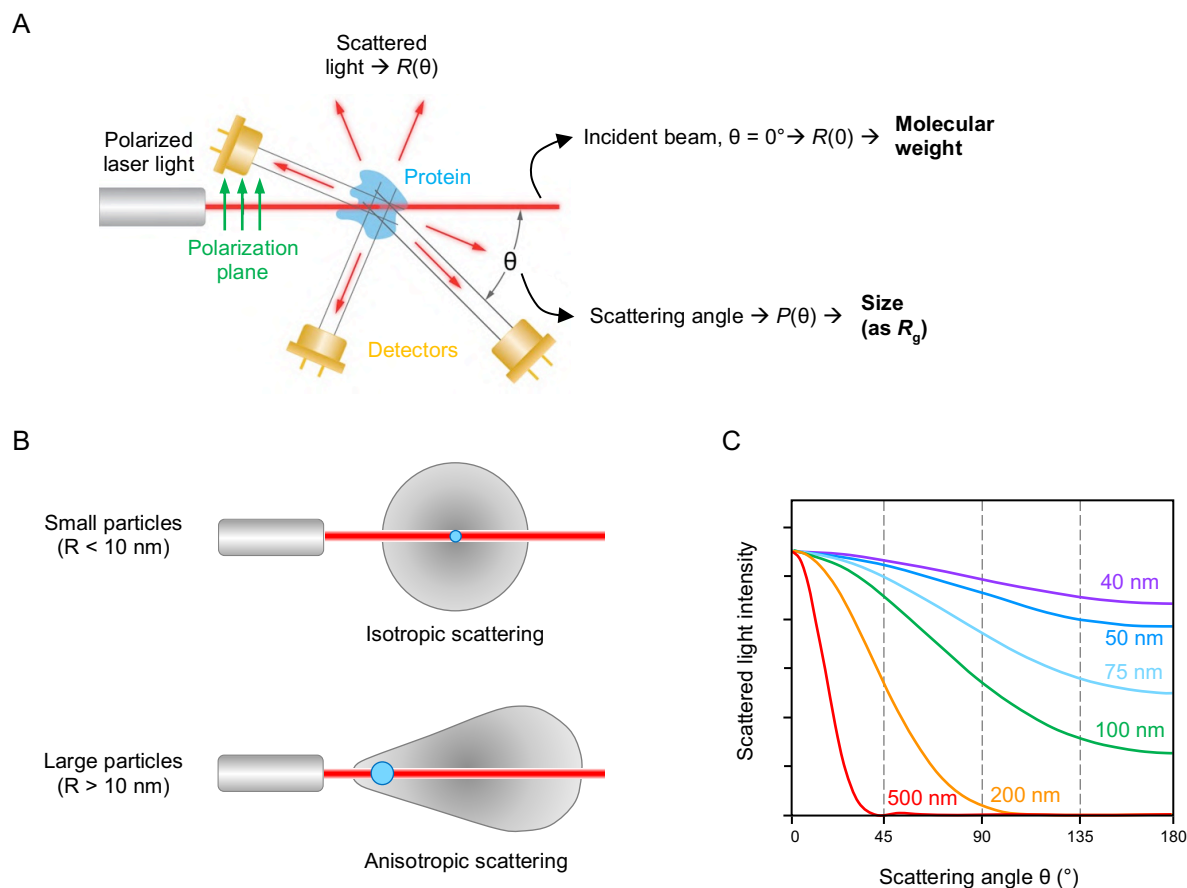 A
Scattered
light → R(θ)
Polarized
laser light
Protein
Incident beam, θ = 0° → R(0) → Molecular
weight
Polarization
plane
θ
Scattering angle → P(θ) → Size
(as Rg)
Detectors
B
Small particles
(R < 10 nm)
Isotropic scattering
Large particles
(R > 10 nm)
Anisotropic scattering
C
Scattered light intensity
40 nm
50 nm
75 nm
100 nm
500 nm
200 nm
0 45 90 135 180
Scattering angle θ (°)